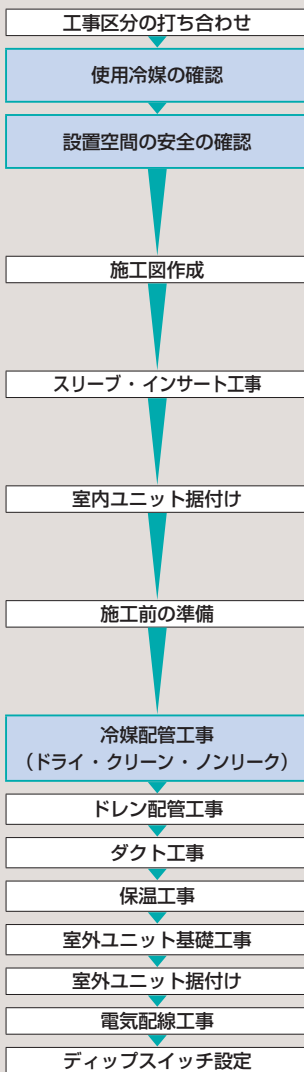 工事区分の打ち合わせ
使用冷媒の確認
設置空間の安全の確認
施工図作成
スリーブ・インサート工事
室内ユニット据付け
施工前の準備
冷媒配管工事
（ドライ・クリーン・ノンリーク）
ドレン配管工事
ダクト工事
保温工事
室外ユニット基礎工事
室外ユニット据付け
電気配線工事
ディップスイッチ設定